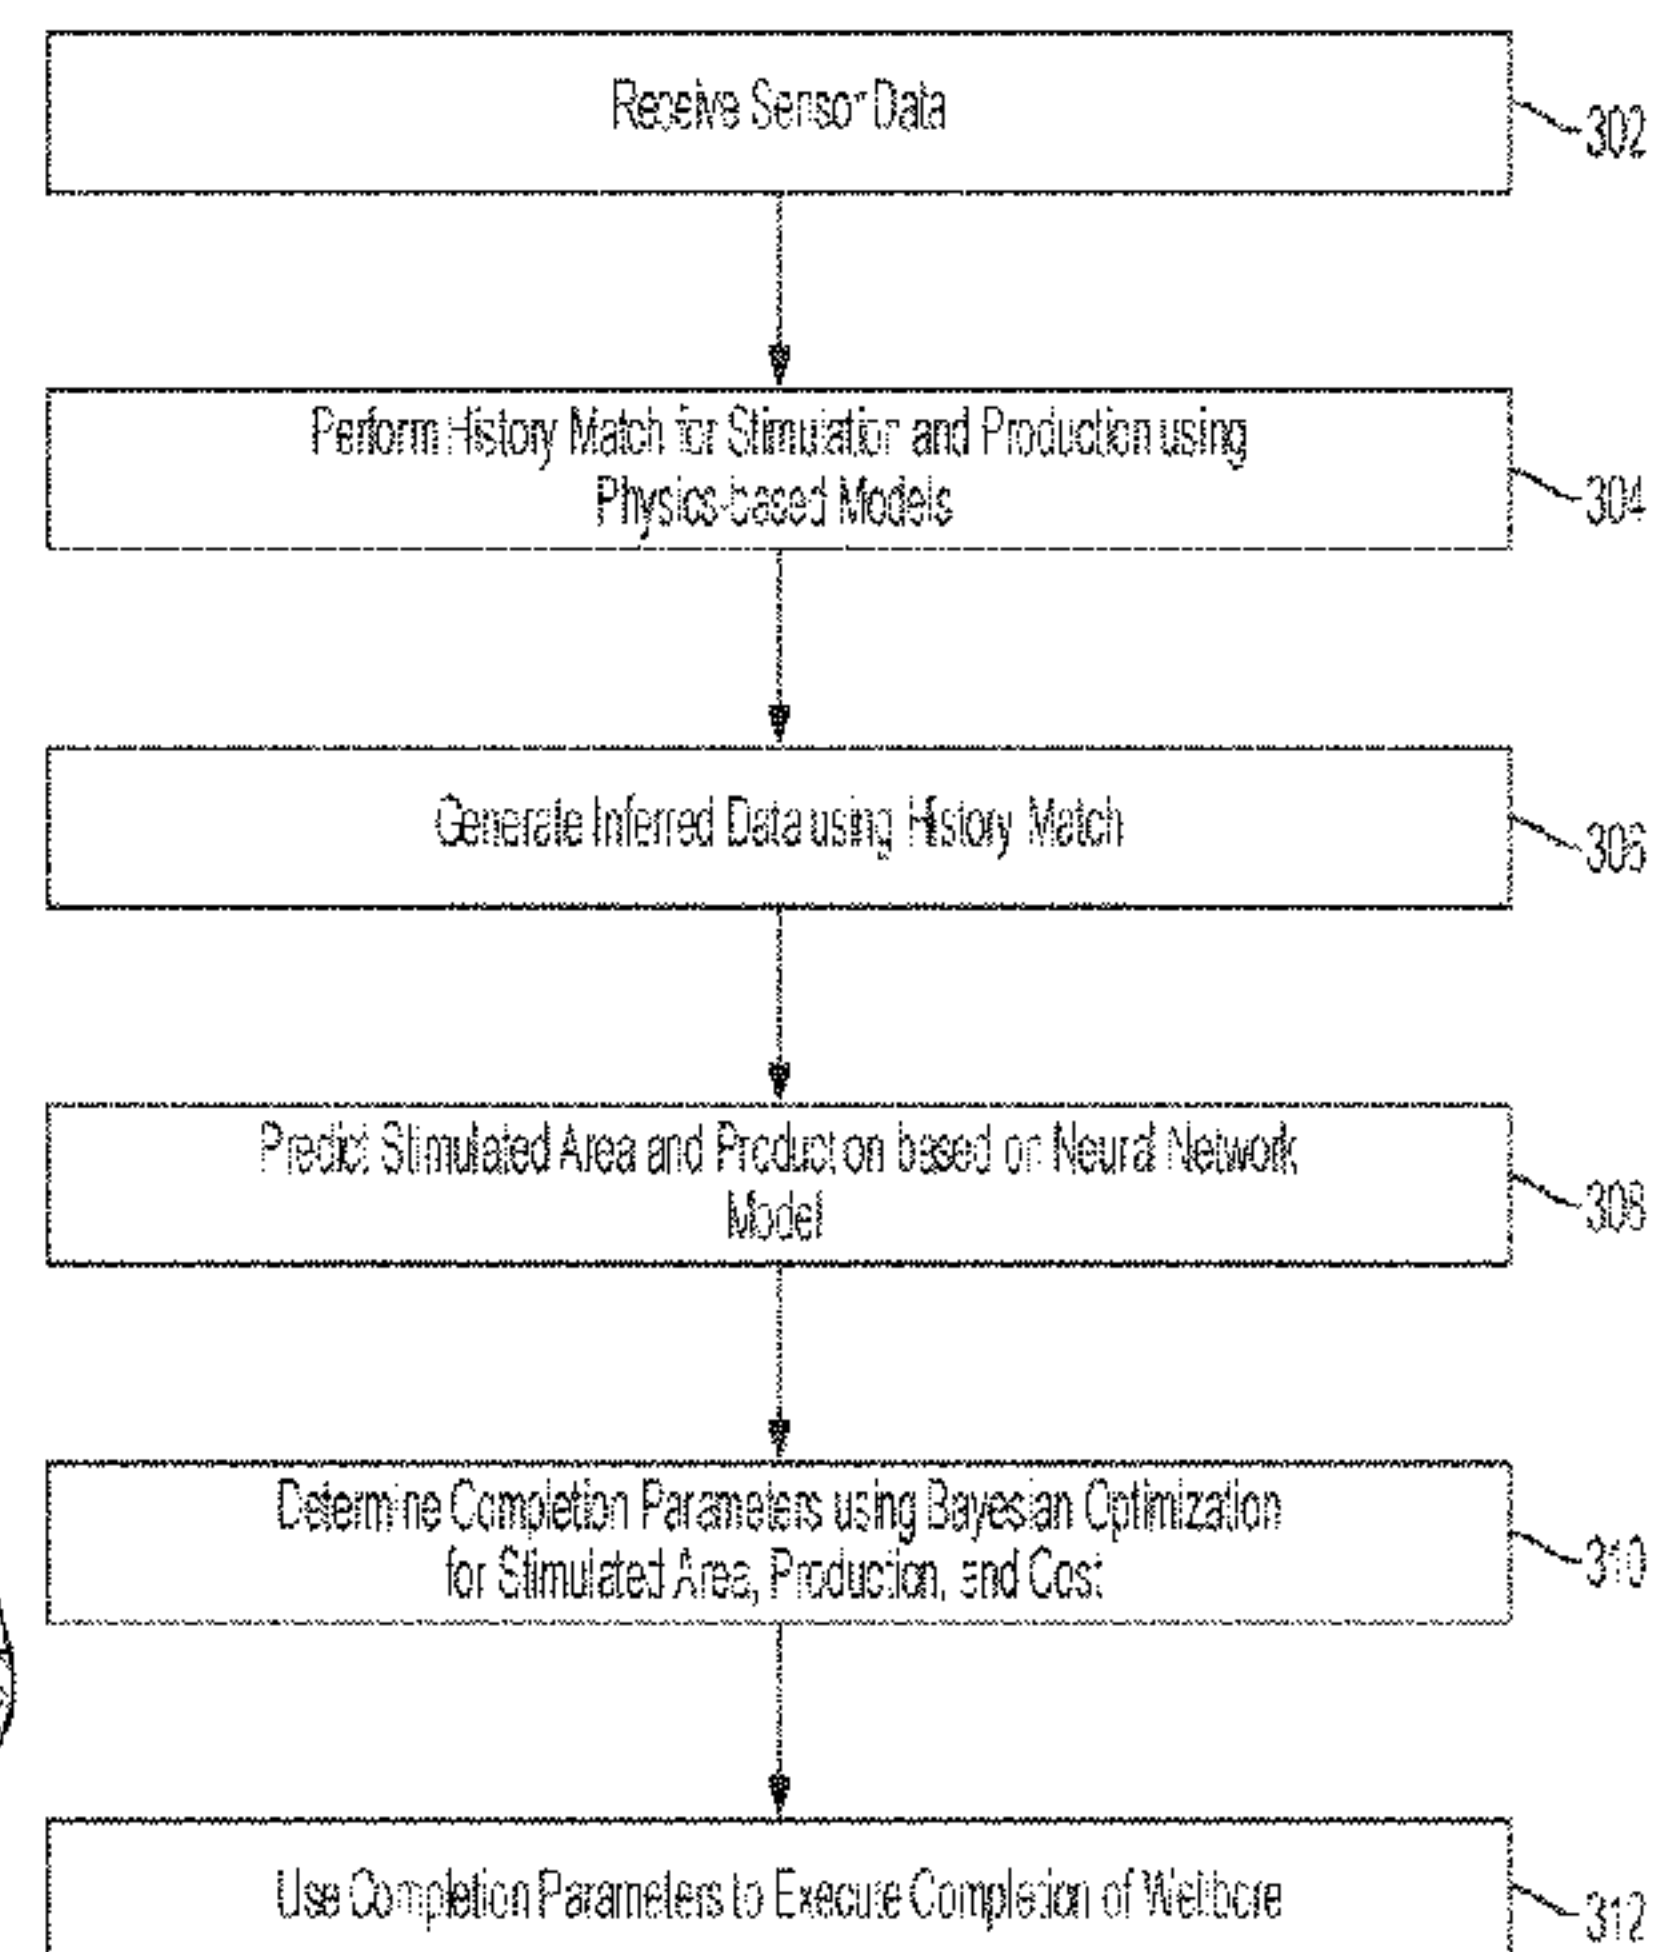 Receive Sensor Data
302
Perform History Match for Stimulation and Production using
Physics-based Models
304
Generate Inferred Data using History Match
306
Predict Stimulated Area and Production based on Neural Network
Model
308
Determine Completion Parameters using Bayesian Optimization
for Stimulated Area, Production, and Cost
310
Use Completion Parameters to Execute Completion of Wellbore
312